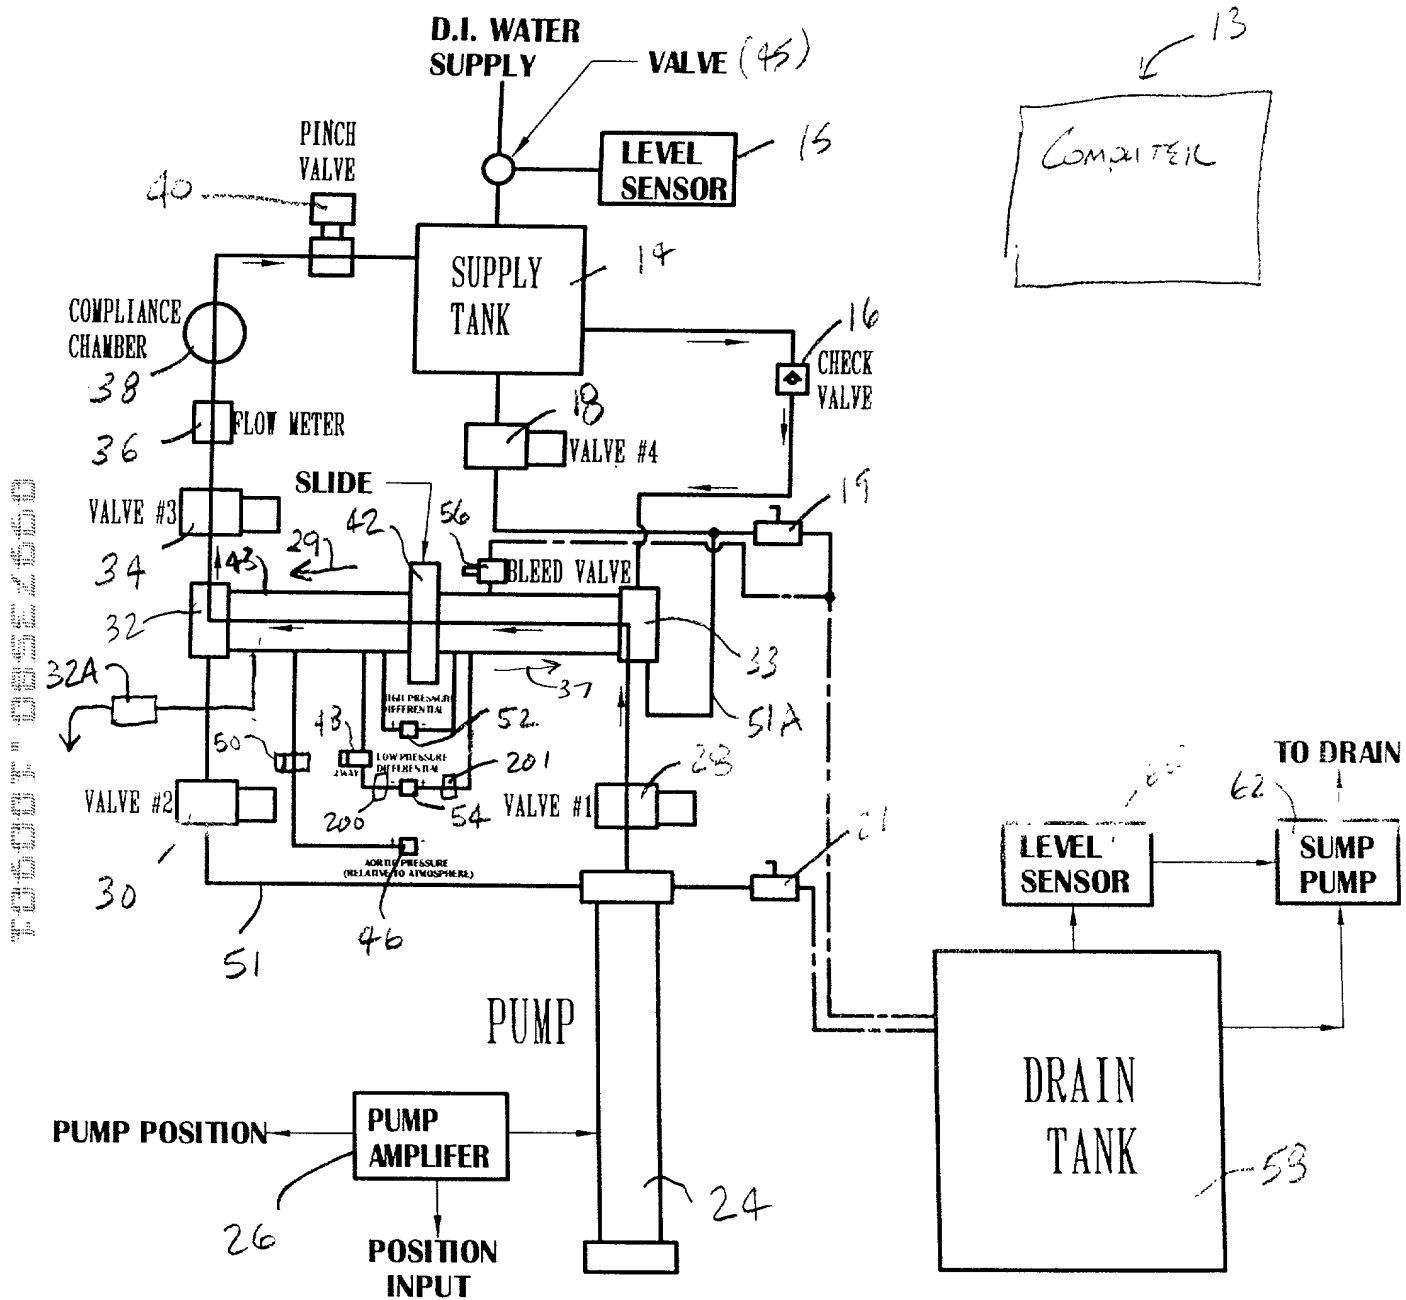 D.I. WATER
SUPPLY
VALVE (45)
13
COMPUTER
PINCH
VALVE
40
LEVEL
SENSOR
15
SUPPLY
TANK
14
COMPLIANCE
CHAMBER
38
16
CHECK
VALVE
36
FLOW METER
18
VALVE #4
SLIDE
VALVE #3
34
43
29
42
56
BLEED VALVE
19
32
33
37
51A
32A
HIGH PRESSURE
DIFFERENTIAL
52
50
48
2WAY
LOW PRESSURE
DIFFERENTIAL
201
200
54
VALVE #2
30
VALVE #1
28
21
AORTIC PRESSURE
(RELATIVE TO ATMOSPHERE)
46
51
TO DRAIN
62
LEVEL
SENSOR
SUMP
PUMP
PUMP
DRAIN
TANK
58
PUMP POSITION
PUMP
AMPLIFER
26
24
POSITION
INPUT